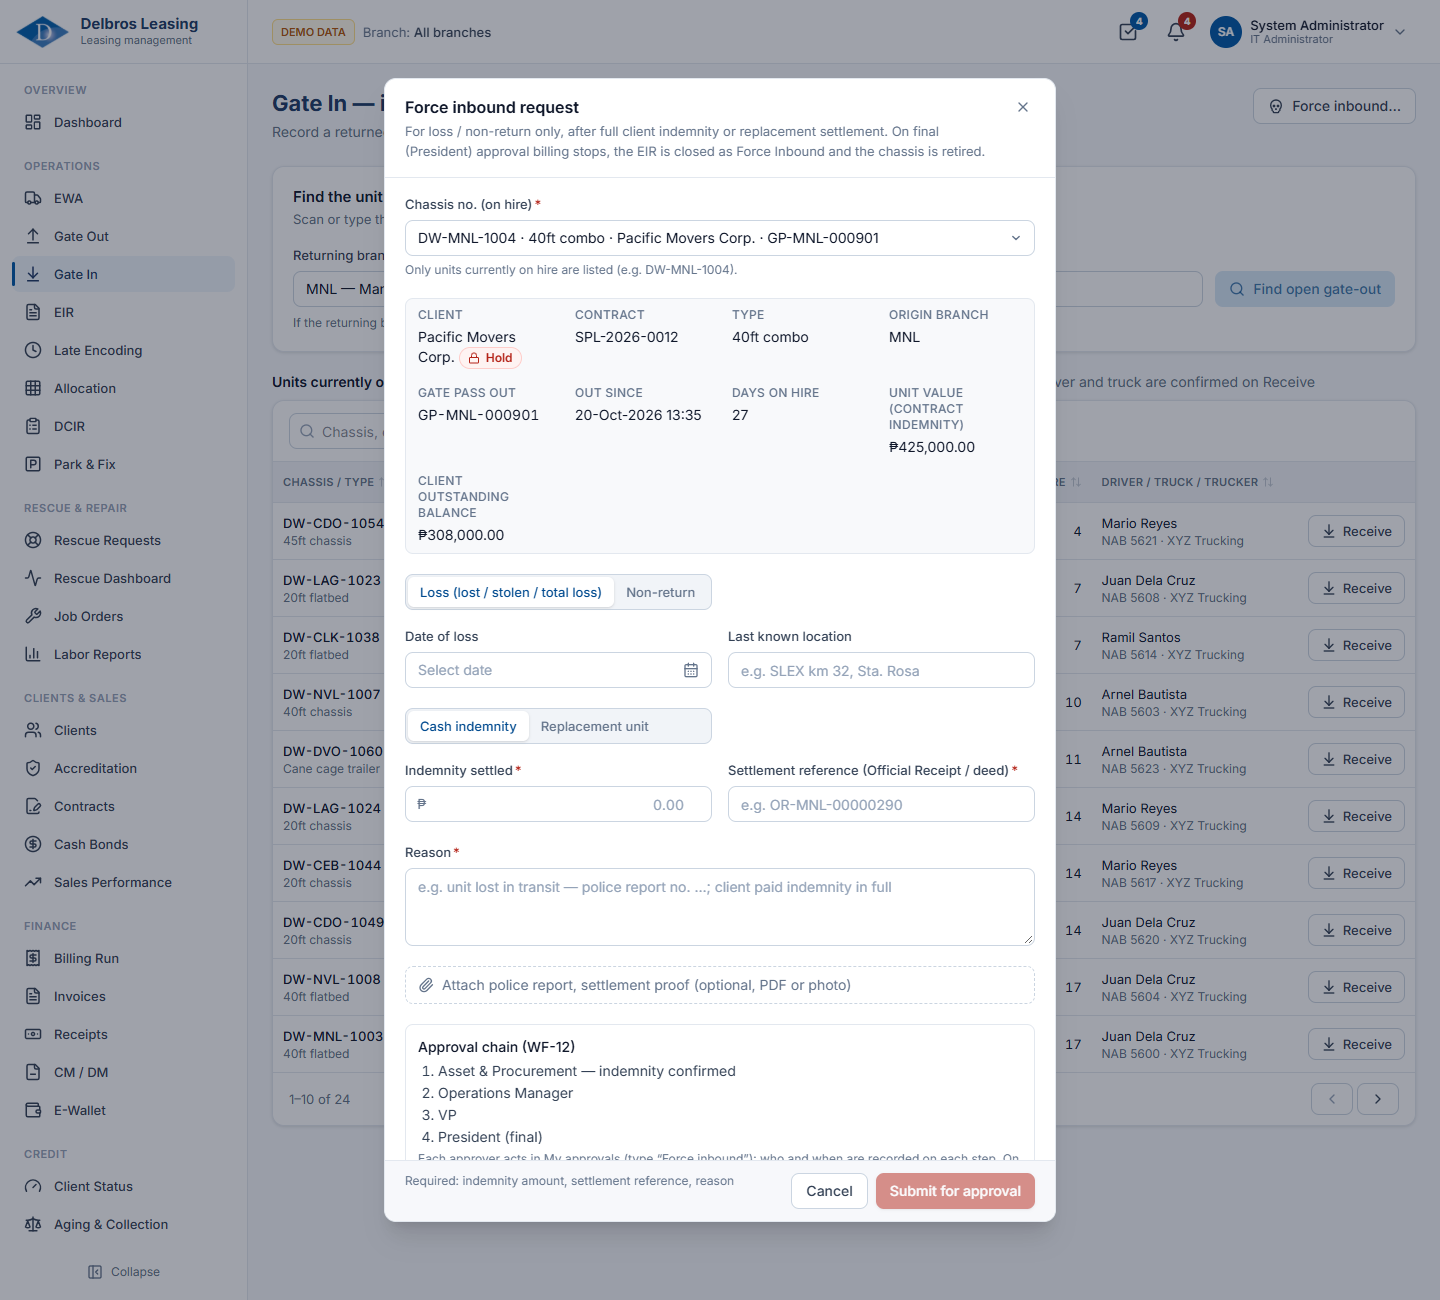 Delbros Leasing
Leasing management
DEMO DATA
Branch: All branches
4
4
SA
System Administrator
IT Administrator
OVERVIEW
Dashboard
OPERATIONS
EWA
Gate Out
Gate In
EIR
Late Encoding
Allocation
DCIR
Park & Fix
RESCUE & REPAIR
Rescue Requests
Rescue Dashboard
Job Orders
Labor Reports
CLIENTS & SALES
Clients
Accreditation
Contracts
Cash Bonds
Sales Performance
FINANCE
Billing Run
Invoices
Receipts
CM / DM
E-Wallet
CREDIT
Client Status
Aging & Collection
Collapse
Gate In —
Record a returne
Force inbound...
Find the unit
Scan or type th
Returning bran
MNL — Mar
Find open gate-out
If the returning b
Units currently o
ver and truck are confirmed on Receive
Chassis,
CHASSIS / TYPE
RE
DRIVER / TRUCK / TRUCKER
DW-CDO-1054
45ft chassis
4
Mario Reyes
NAB 5621 · XYZ Trucking
Receive
DW-LAG-1023
20ft flatbed
7
Juan Dela Cruz
NAB 5608 · XYZ Trucking
Receive
DW-CLK-1038
20ft flatbed
7
Ramil Santos
NAB 5614 · XYZ Trucking
Receive
DW-NVL-1007
40ft chassis
10
Arnel Bautista
NAB 5603 · XYZ Trucking
Receive
DW-DVO-1060
Cane cage trailer
11
Arnel Bautista
NAB 5623 · XYZ Trucking
Receive
DW-LAG-1024
20ft chassis
14
Mario Reyes
NAB 5609 · XYZ Trucking
Receive
DW-CEB-1044
20ft chassis
14
Mario Reyes
NAB 5617 · XYZ Trucking
Receive
DW-CDO-1049
20ft chassis
14
Juan Dela Cruz
NAB 5620 · XYZ Trucking
Receive
DW-NVL-1008
40ft flatbed
17
Juan Dela Cruz
NAB 5604 · XYZ Trucking
Receive
DW-MNL-1003
40ft flatbed
17
Juan Dela Cruz
NAB 5600 · XYZ Trucking
Receive
1–10 of 24
Force inbound request
For loss / non-return only, after full client indemnity or replacement settlement. On final
(President) approval billing stops, the EIR is closed as Force Inbound and the chassis is retired.
Chassis no. (on hire) *
DW-MNL-1004 · 40ft combo · Pacific Movers Corp. · GP-MNL-000901
Only units currently on hire are listed (e.g. DW-MNL-1004).
CLIENT
Pacific Movers
Corp. Hold
CONTRACT
SPL-2026-0012
TYPE
40ft combo
ORIGIN BRANCH
MNL
GATE PASS OUT
GP-MNL-000901
OUT SINCE
20-Oct-2026 13:35
DAYS ON HIRE
27
UNIT VALUE
(CONTRACT
INDEMNITY)
₱425,000.00
CLIENT
OUTSTANDING
BALANCE
₱308,000.00
Loss (lost / stolen / total loss)
Non-return
Date of loss
Select date
Last known location
e.g. SLEX km 32, Sta. Rosa
Cash indemnity
Replacement unit
Indemnity settled *
₱ 0.00
Settlement reference (Official Receipt / deed) *
e.g. OR-MNL-00000290
Reason *
e.g. unit lost in transit — police report no. ...; client paid indemnity in full
Attach police report, settlement proof (optional, PDF or photo)
Approval chain (WF-12)
1. Asset & Procurement — indemnity confirmed
2. Operations Manager
3. VP
4. President (final)
Each approver acts in My approvals (type “Force inbound”); who and when are recorded on each step. On
Required: indemnity amount, settlement reference, reason
Cancel
Submit for approval